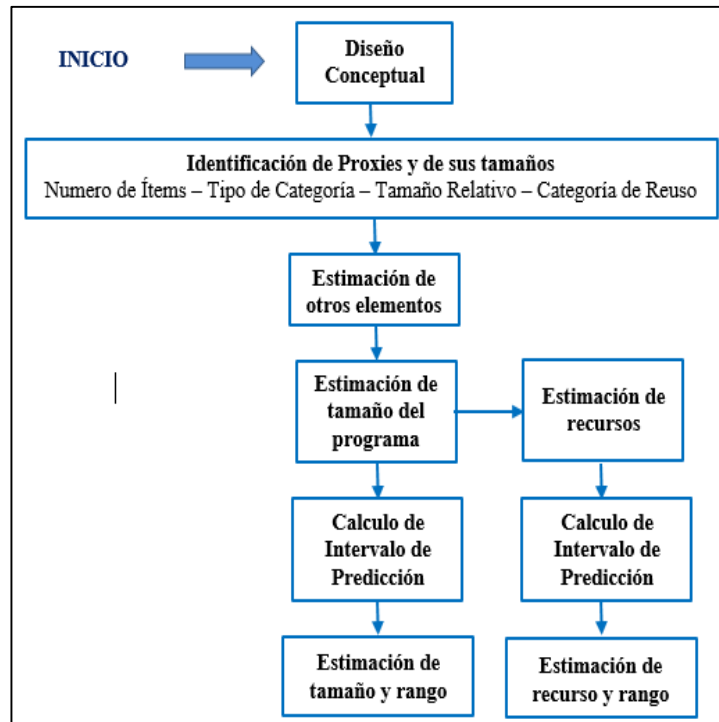 INICIO
Diseño
Conceptual
Identificación de Proxies y de sus tamaños
Numero de Ítems – Tipo de Categoría – Tamaño Relativo – Categoría de Reuso
Estimación de
otros elementos
Estimación de
tamaño del
programa
Estimación de
recursos
Calculo de
Intervalo de
Predicción
Calculo de
Intervalo de
Predicción
Estimación de
tamaño y rango
Estimación de
recurso y rango